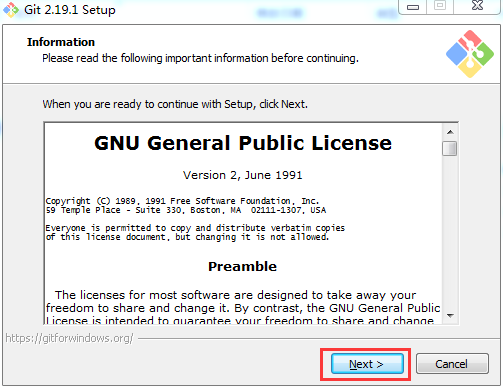 Git 2.19.1 Setup
Information
Please read the following important information before continuing.
When you are ready to continue with Setup, click Next.
GNU General Public License
Version 2, June 1991
Copyright (C) 1989, 1991 Free Software Foundation, Inc.
59 Temple Place - Suite 330, Boston, MA  02111-1307, USA
Everyone is permitted to copy and distribute verbatim copies
of this license document, but changing it is not allowed.
Preamble
The licenses for most software are designed to take away your
freedom to share and change it. By contrast, the GNU General Public
License is intended to guarantee your freedom to share and change
https://gitforwindows.org/
Next >
Cancel